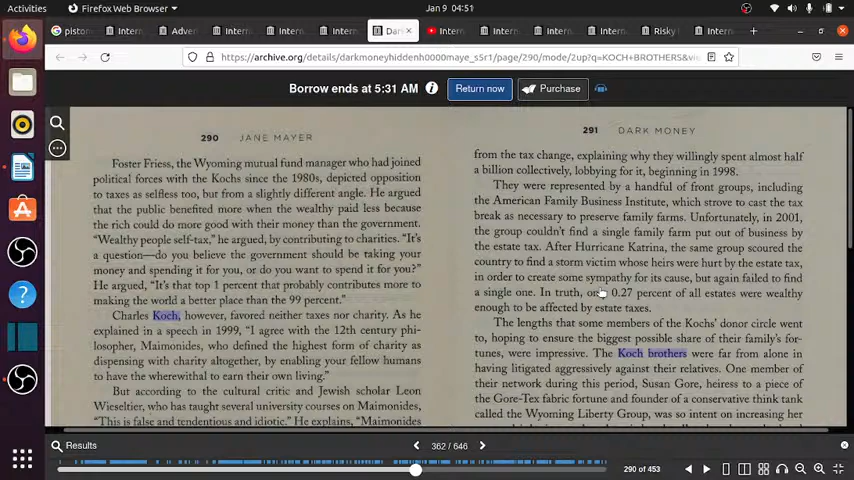 Activities
Firefox Web Browser
Jan 9 04:51
pisto
Intern
Adve
Intern
Intern
Intern
Dar
Intern
Inter
Intern
Intern
Risky
Intern
https://archive.org/details/darkmoneyhiddenh0000maye_s5r1/page/290/mode/2up?q=KOCH+BROTHERS&vi
Borrow ends at 5:31 AM
Return now
Purchase
290 JANE MAYER
Foster Friess, the Wyoming mutual fund manager who had joined
political forces with the Kochs since the 1980s, depicted opposition
to taxes as selfless too, but from a slightly different angle. He argued
that the public benefited more when the wealthy paid less because
the rich could do more good with their money than the government.
"Wealthy people self-tax," he argued, by contributing to charities. "It's
a question—do you believe the government should be taking your
money and spending it for you, or do you want to spend it for you?"
He argued, "It's that top 1 percent that probably contributes more to
making the world a better place than the 99 percent."
Charles Koch, however, favored neither taxes nor charity. As he
explained in a speech in 1999, "I agree with the 12th century phi-
losopher, Maimonides, who defined the highest form of charity as
dispensing with charity altogether, by enabling your fellow humans
to have the wherewithal to earn their own living."
But according to the cultural critic and Jewish scholar Leon
Wieseltier, who has taught several university courses on Maimonides,
"This is false and tendentious and idiotic." He explains, "Maimonides
291 DARK MONEY
from the tax change, explaining why they willingly spent almost half
a billion collectively, lobbying for it, beginning in 1998.
They were represented by a handful of front groups, including
the American Family Business Institute, which strove to cast the tax
break as necessary to preserve family farms. Unfortunately, in 2001,
the group couldn't find a single family farm put out of business by
the estate tax. After Hurricane Katrina, the same group scoured the
country to find a storm victim whose heirs were hurt by the estate tax,
in order to create some sympathy for its cause, but again failed to find
a single one. In truth, 0.27 percent of all estates were wealthy
enough to be affected by estate taxes.
The lengths that some members of the Kochs' donor circle went
to, hoping to ensure the biggest possible share of their family's for-
tunes, were impressive. The Koch brothers were far from alone in
having litigated aggressively against their relatives. One member of
their network during this period, Susan Gore, heiress to a piece of
the Gore-Tex fabric fortune and founder of a conservative think tank
called the Wyoming Liberty Group, was so intent on increasing her
Results
362 / 646
290 of 453